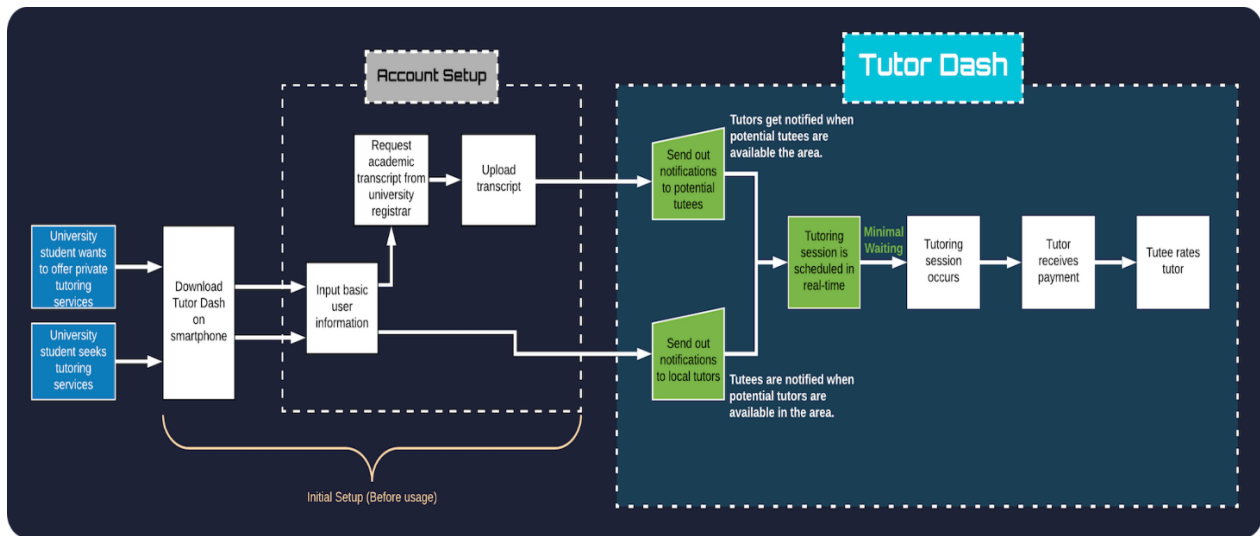 Account Setup
Tutor Dash
University
student wants
to offer private
tutoring
services
University
student seeks
tutoring
services
Download
Tutor Dash
on
smartphone
Input basic
user
information
Request
academic
transcript from
university
registrar
Upload
transcript
Initial Setup (Before usage)
Send out
notifications
to potential
tutees
Tutors get notified when
potential tutees are
available the area.
Send out
notifications
to local tutors
Tutees are notified when
potential tutors are
available in the area.
Tutoring
session is
scheduled in
real-time
Minimal
Waiting
Tutoring
session
occurs
Tutor
receives
payment
Tutee rates
tutor